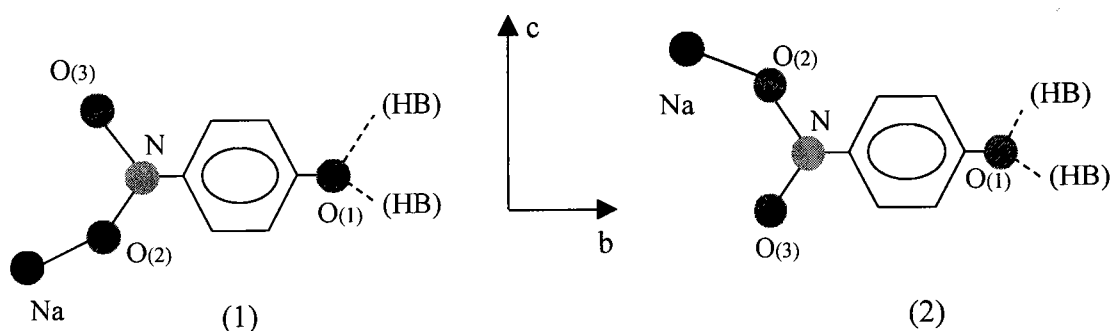 O(3)
N
(HB)
(HB)
O(1)
O(2)
Na
(1)
c
b
O(2)
Na
N
(HB)
(HB)
O(1)
O(3)
(2)